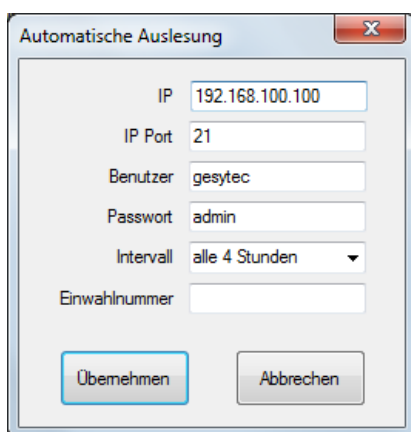 Automatische Auslesung
IP 192.168.100.100
IP Port 21
Benutzer gesytec
Passwort admin
Intervall alle 4 Stunden
Einwahlnummer
Übernehmen Abbrechen